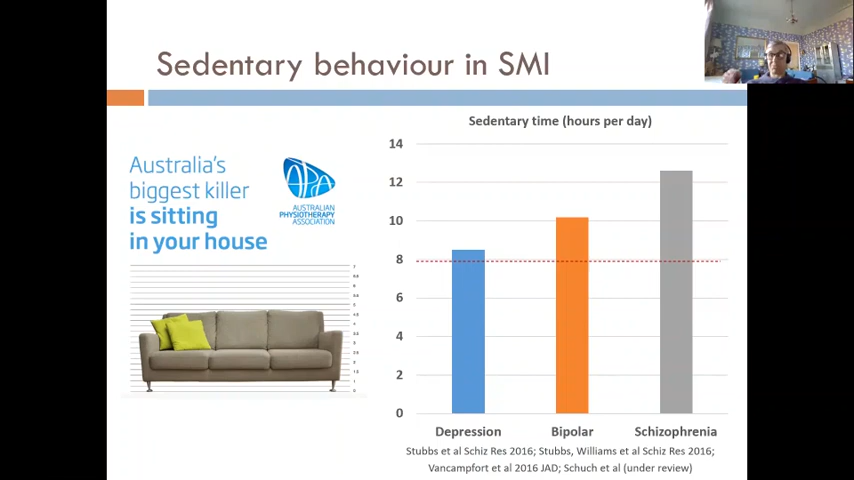 Sedentary behaviour in SMI
Australia's
biggest killer
is sitting
in your house
APA
AUSTRALIAN
PHYSIOTHERAPY
ASSOCIATION
Sedentary time (hours per day)
14
12
10
8
6
4
2
0
Depression
Bipolar
Schizophrenia
Stubbs et al Schiz Res 2016; Stubbs, Williams et al Schiz Res 2016;
Vancampfort et al 2016 JAD; Schuch et al (under review)